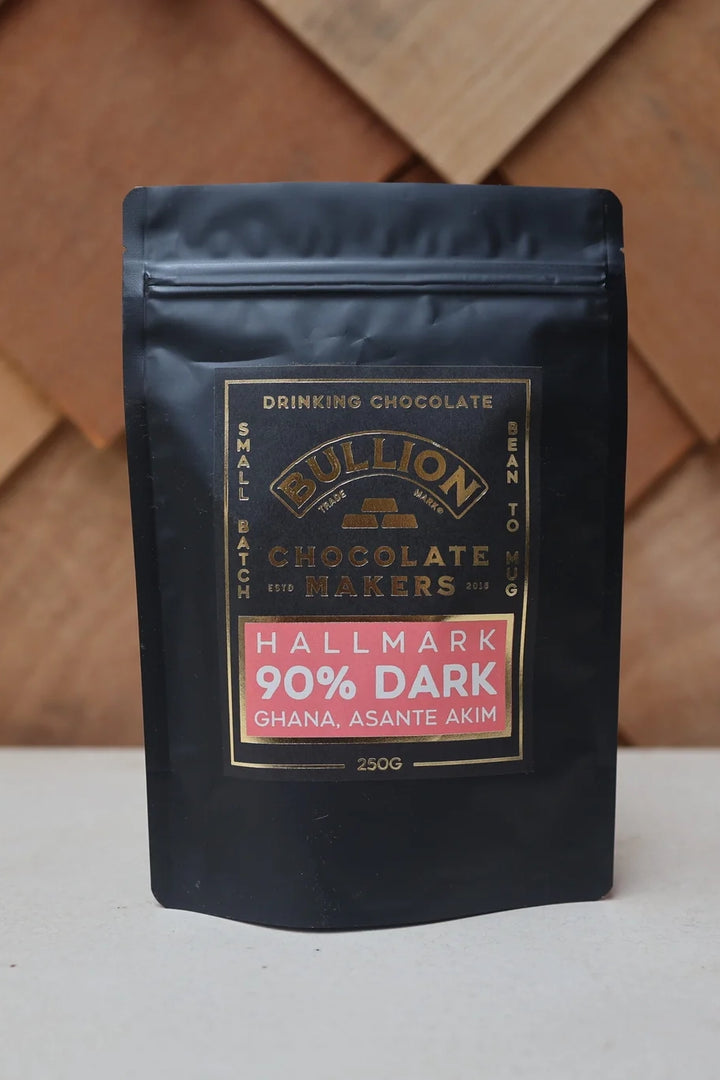 DRINKING CHOCOLATE
SMALL BATCH
BULLION
TRADE MARK®
CHOCOLATE
ESTD MAKERS 2016
BEAN TO MUG
HALLMARK
90% DARK
GHANA, ASANTE AKIM
250G